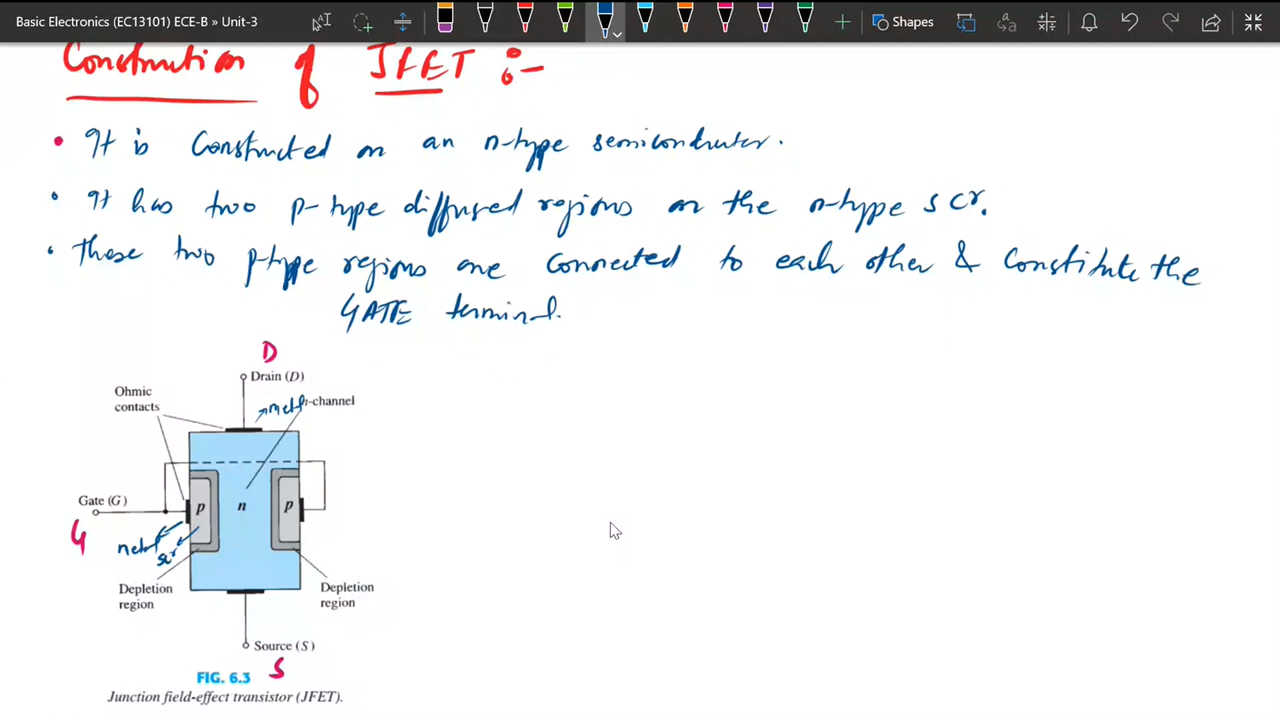 Basic Electronics (EC13101) ECE-B » Unit-3
Shapes
Construction of JFET :-
• It is constructed on an n-type semiconductor.
• It has two p-type diffused regions on the n-type scr.
• These two p-type regions are connected to each other & constitute the
GATE terminal.
D
Drain (D)
Ohmic
contacts
metal
n-channel
Gate (G)
G
p
n
p
metal
scr
Depletion
region
Depletion
region
Source (S)
S
FIG. 6.3
Junction field-effect transistor (JFET).